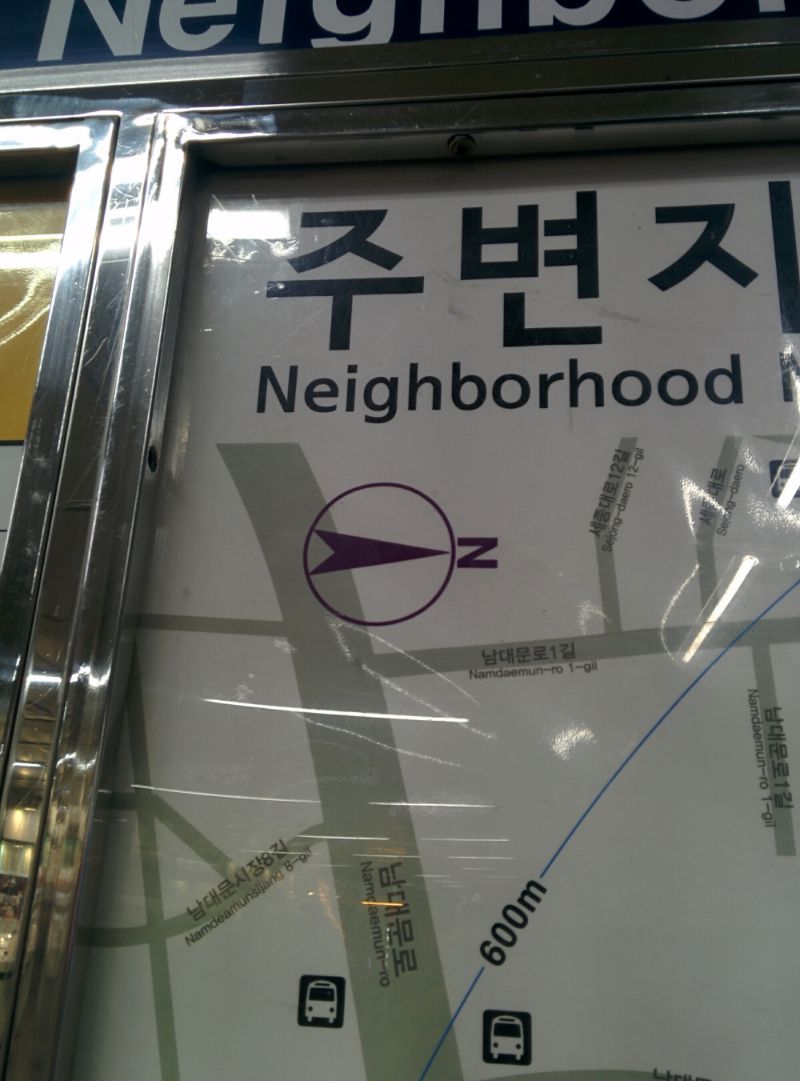 Neighbor
주변지
Neighborhood
세종대로12길
Sejong-daero 12-gil
세종대로
Sejong-daero
N
남대문로1길
Namdaemun-ro 1-gil
남대문로1길
Namdaemun-ro 1-gil
남대문시장8길
Namdeamunsijang 8-gil
남대문로
Namdaemun-ro
600m